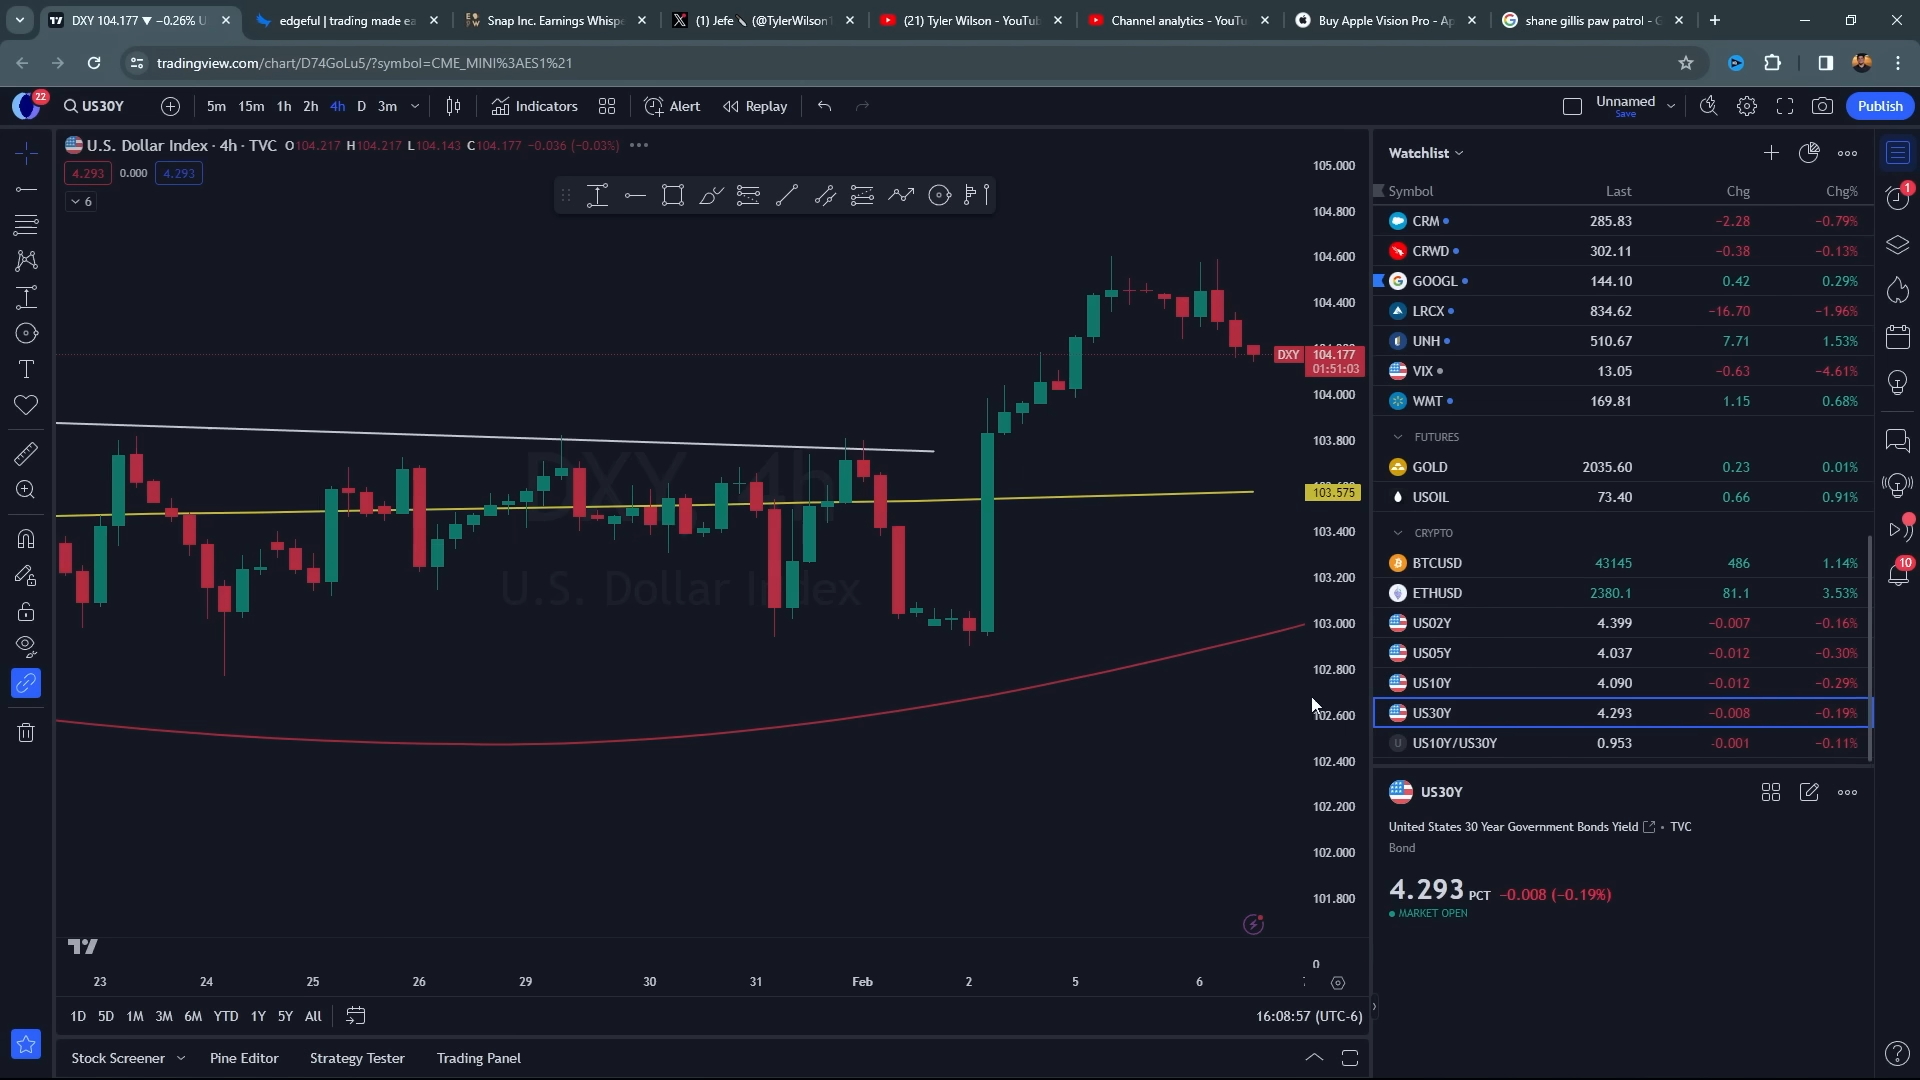 DXY 104.177 ▼ −0.26% U
edgeful | trading made ea
Snap Inc. Earnings Whispe
(1) Jefe (@TylerWilson1
(21) Tyler Wilson - YouTub
Channel analytics - YouTu
Buy Apple Vision Pro - Ap
shane gillis paw patrol - G
tradingview.com/chart/D74GoLu5/?symbol=CME_MINI%3AES1%21
22
US30Y
5m 15m 1h 2h 4h D 3m
Indicators
Alert
Replay
Unnamed
Save
Publish
U.S. Dollar Index · 4h · TVC O104.217 H104.217 L104.143 C104.177 −0.036 (−0.03%)
4.293 0.000 4.293
6
105.000
104.800
104.600
104.400
DXY 104.177
01:51:03
104.000
103.800
103.575
103.400
103.200
103.000
102.800
102.600
102.400
102.200
102.000
101.800
DXY, 4h
U.S. Dollar Index
0
23 24 25 26 29 30 31 Feb 2 5 6
1D 5D 1M 3M 6M YTD 1Y 5Y All
16:08:57 (UTC-6)
Stock Screener Pine Editor Strategy Tester Trading Panel
Watchlist
Symbol Last Chg Chg%
CRM 285.83 −2.28 −0.79%
CRWD 302.11 −0.38 −0.13%
GOOGL 144.10 0.42 0.29%
LRCX 834.62 −16.70 −1.96%
UNH 510.67 7.71 1.53%
VIX 13.05 −0.63 −4.61%
WMT 169.81 1.15 0.68%
FUTURES
GOLD 2035.60 0.23 0.01%
USOIL 73.40 0.66 0.91%
CRYPTO
BTCUSD 43145 486 1.14%
ETHUSD 2380.1 81.1 3.53%
US02Y 4.399 −0.007 −0.16%
US05Y 4.037 −0.012 −0.30%
US10Y 4.090 −0.012 −0.29%
US30Y 4.293 −0.008 −0.19%
US10Y/US30Y 0.953 -0.001 −0.11%
US30Y
United States 30 Year Government Bonds Yield • TVC
Bond
4.293 PCT −0.008 (−0.19%)
MARKET OPEN
1
10